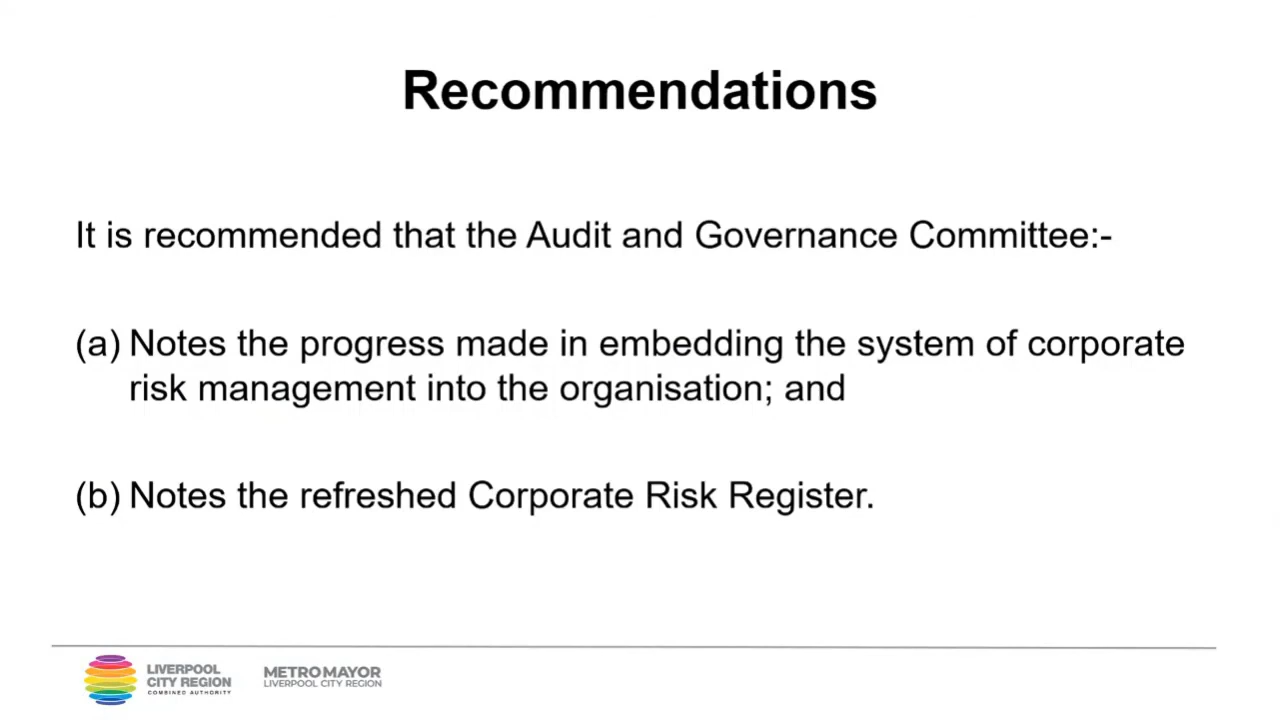 Recommendations
It is recommended that the Audit and Governance Committee:-
(a) Notes the progress made in embedding the system of corporate
risk management into the organisation; and
(b) Notes the refreshed Corporate Risk Register.
LIVERPOOL
CITY REGION
COMBINED AUTHORITY
METRO MAYOR
LIVERPOOL CITY REGION